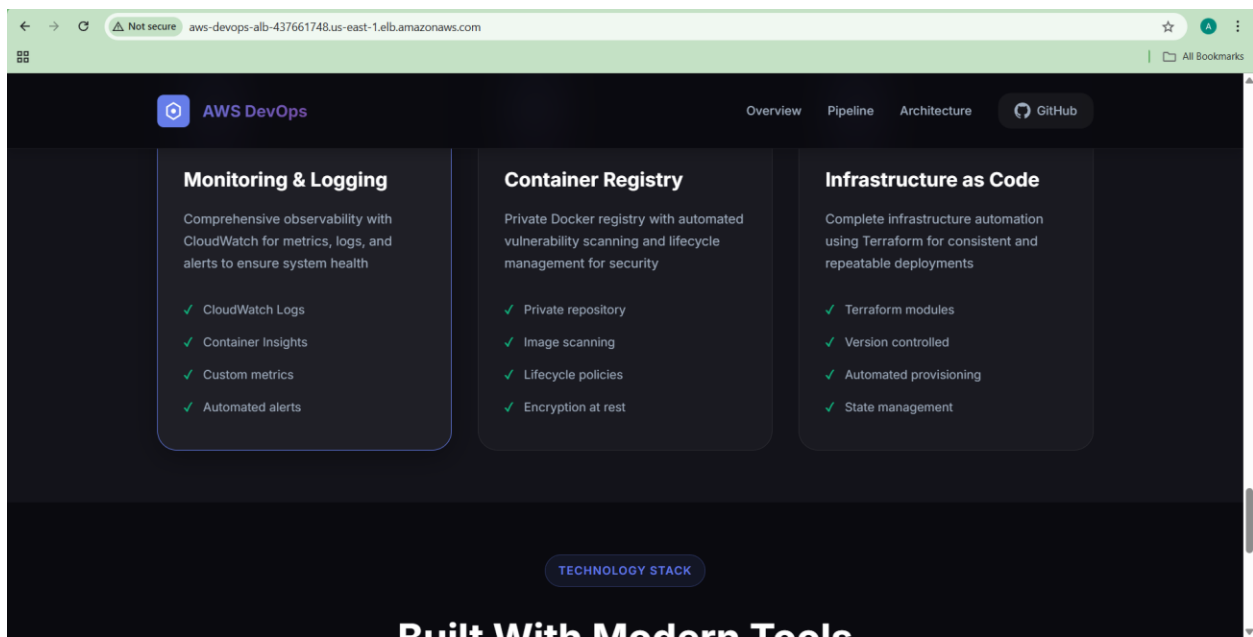 Not secure aws-devops-alb-437661748.us-east-1.elb.amazonaws.com
A
All Bookmarks
AWS DevOps
Overview Pipeline Architecture GitHub
Monitoring & Logging
Comprehensive observability with
CloudWatch for metrics, logs, and
alerts to ensure system health
✓ CloudWatch Logs
✓ Container Insights
✓ Custom metrics
✓ Automated alerts
Container Registry
Private Docker registry with automated
vulnerability scanning and lifecycle
management for security
✓ Private repository
✓ Image scanning
✓ Lifecycle policies
✓ Encryption at rest
Infrastructure as Code
Complete infrastructure automation
using Terraform for consistent and
repeatable deployments
✓ Terraform modules
✓ Version controlled
✓ Automated provisioning
✓ State management
TECHNOLOGY STACK
Built With Modern Tools